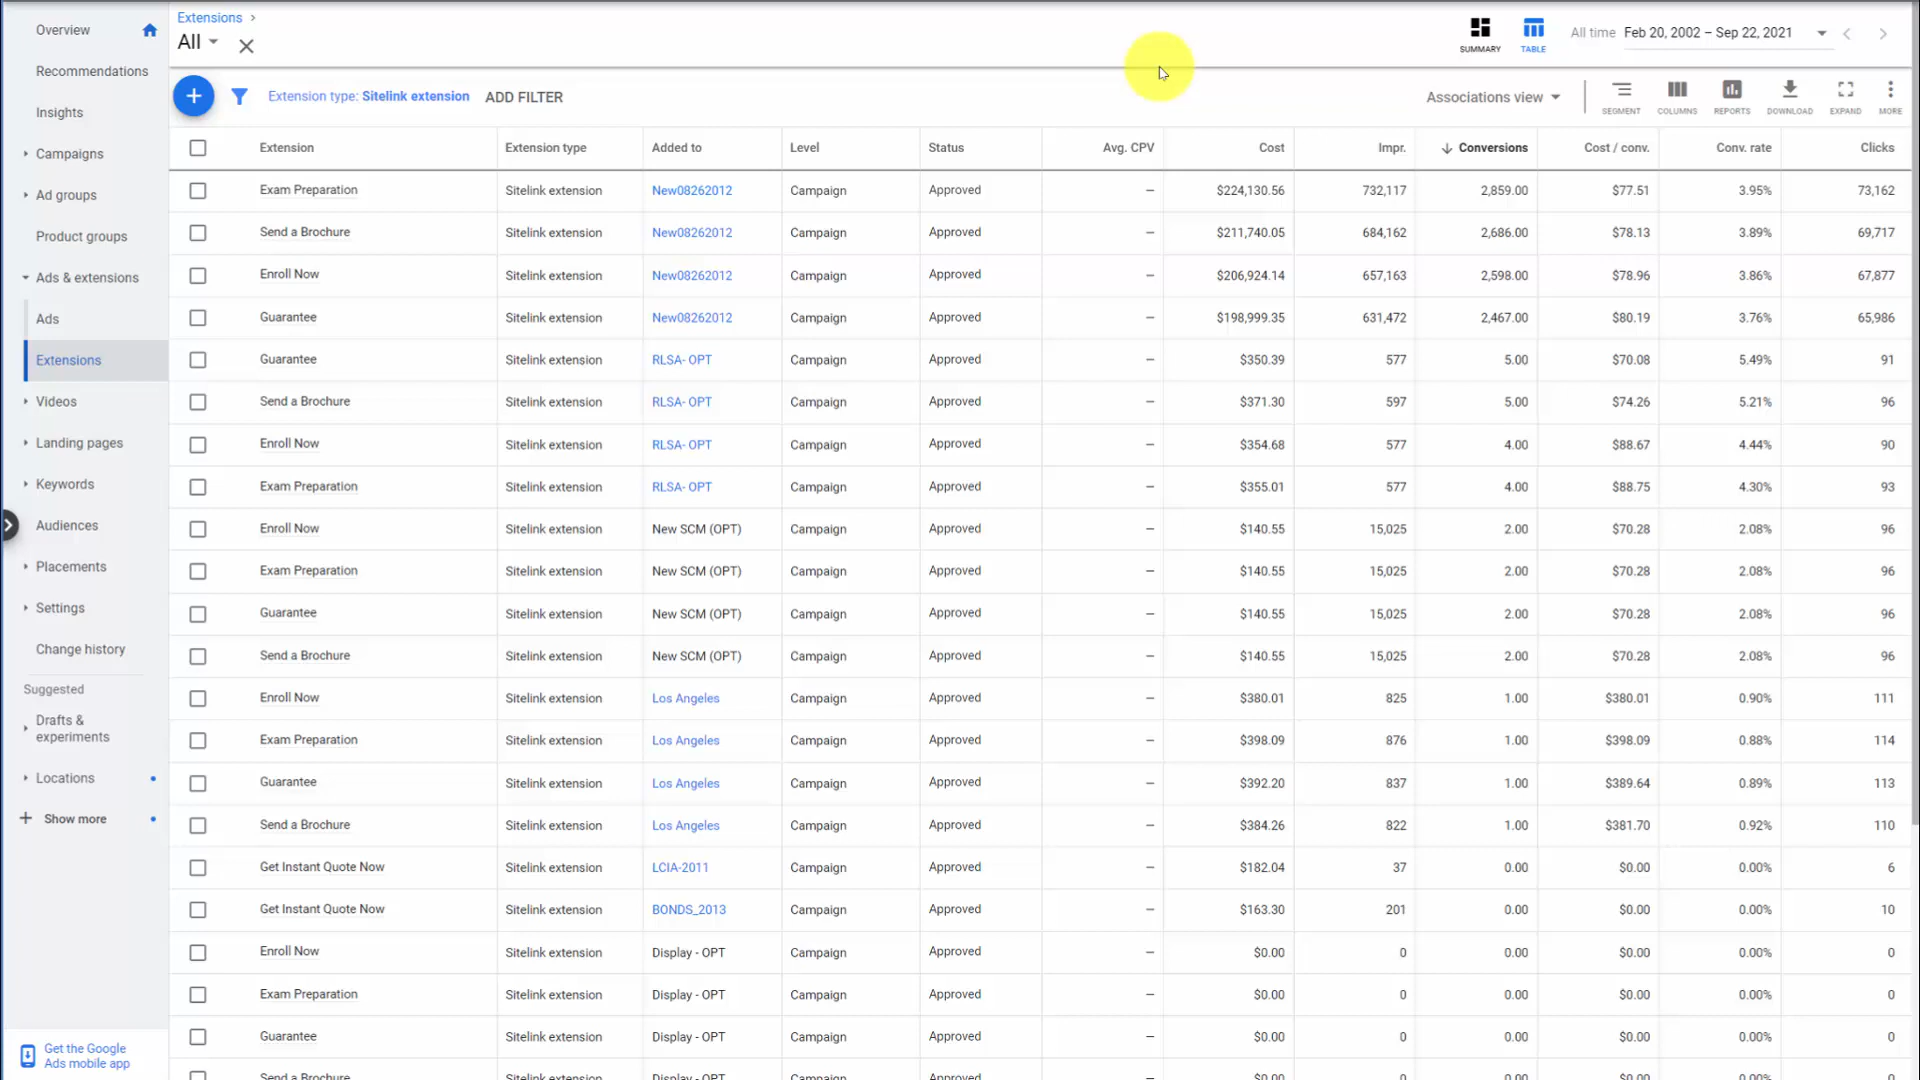 Overview
Recommendations
Insights
Campaigns
Ad groups
Product groups
Ads & extensions
Ads
Extensions
Videos
Landing pages
Keywords
Audiences
Placements
Settings
Change history
Suggested
Drafts &
experiments
Locations
Show more
Get the Google
Ads mobile app
Extensions
All
SUMMARY
TABLE
All time Feb 20, 2002 – Sep 22, 2021
Extension type: Sitelink extension ADD FILTER
Associations view
SEGMENT COLUMNS REPORTS DOWNLOAD EXPAND MORE
Extension Extension type Added to Level Status Avg. CPV Cost Impr. Conversions Cost / conv. Conv. rate Clicks
Exam Preparation Sitelink extension New08262012 Campaign Approved – $224,130.56 732,117 2,859.00 $77.51 3.95% 73,162
Send a Brochure Sitelink extension New08262012 Campaign Approved – $211,740.05 684,162 2,686.00 $78.13 3.89% 69,717
Enroll Now Sitelink extension New08262012 Campaign Approved – $206,924.14 657,163 2,598.00 $78.96 3.86% 67,877
Guarantee Sitelink extension New08262012 Campaign Approved – $198,999.35 631,472 2,467.00 $80.19 3.76% 65,986
Guarantee Sitelink extension RLSA- OPT Campaign Approved – $350.39 577 5.00 $70.08 5.49% 91
Send a Brochure Sitelink extension RLSA- OPT Campaign Approved – $371.30 597 5.00 $74.26 5.21% 96
Enroll Now Sitelink extension RLSA- OPT Campaign Approved – $354.68 577 4.00 $88.67 4.44% 90
Exam Preparation Sitelink extension RLSA- OPT Campaign Approved – $355.01 577 4.00 $88.75 4.30% 93
Enroll Now Sitelink extension New SCM (OPT) Campaign Approved – $140.55 15,025 2.00 $70.28 2.08% 96
Exam Preparation Sitelink extension New SCM (OPT) Campaign Approved – $140.55 15,025 2.00 $70.28 2.08% 96
Guarantee Sitelink extension New SCM (OPT) Campaign Approved – $140.55 15,025 2.00 $70.28 2.08% 96
Send a Brochure Sitelink extension New SCM (OPT) Campaign Approved – $140.55 15,025 2.00 $70.28 2.08% 96
Enroll Now Sitelink extension Los Angeles Campaign Approved – $380.01 825 1.00 $380.01 0.90% 111
Exam Preparation Sitelink extension Los Angeles Campaign Approved – $398.09 876 1.00 $398.09 0.88% 114
Guarantee Sitelink extension Los Angeles Campaign Approved – $392.20 837 1.00 $389.64 0.89% 113
Send a Brochure Sitelink extension Los Angeles Campaign Approved – $384.26 822 1.00 $381.70 0.92% 110
Get Instant Quote Now Sitelink extension LCIA-2011 Campaign Approved – $182.04 37 0.00 $0.00 0.00% 6
Get Instant Quote Now Sitelink extension BONDS_2013 Campaign Approved – $163.30 201 0.00 $0.00 0.00% 10
Enroll Now Sitelink extension Display - OPT Campaign Approved – $0.00 0 0.00 $0.00 0.00% 0
Exam Preparation Sitelink extension Display - OPT Campaign Approved – $0.00 0 0.00 $0.00 0.00% 0
Guarantee Sitelink extension Display - OPT Campaign Approved – $0.00 0 0.00 $0.00 0.00% 0
Send a Brochure Sitelink extension Display - OPT Campaign Approved – $0.00 0 0.00 $0.00 0.00% 0